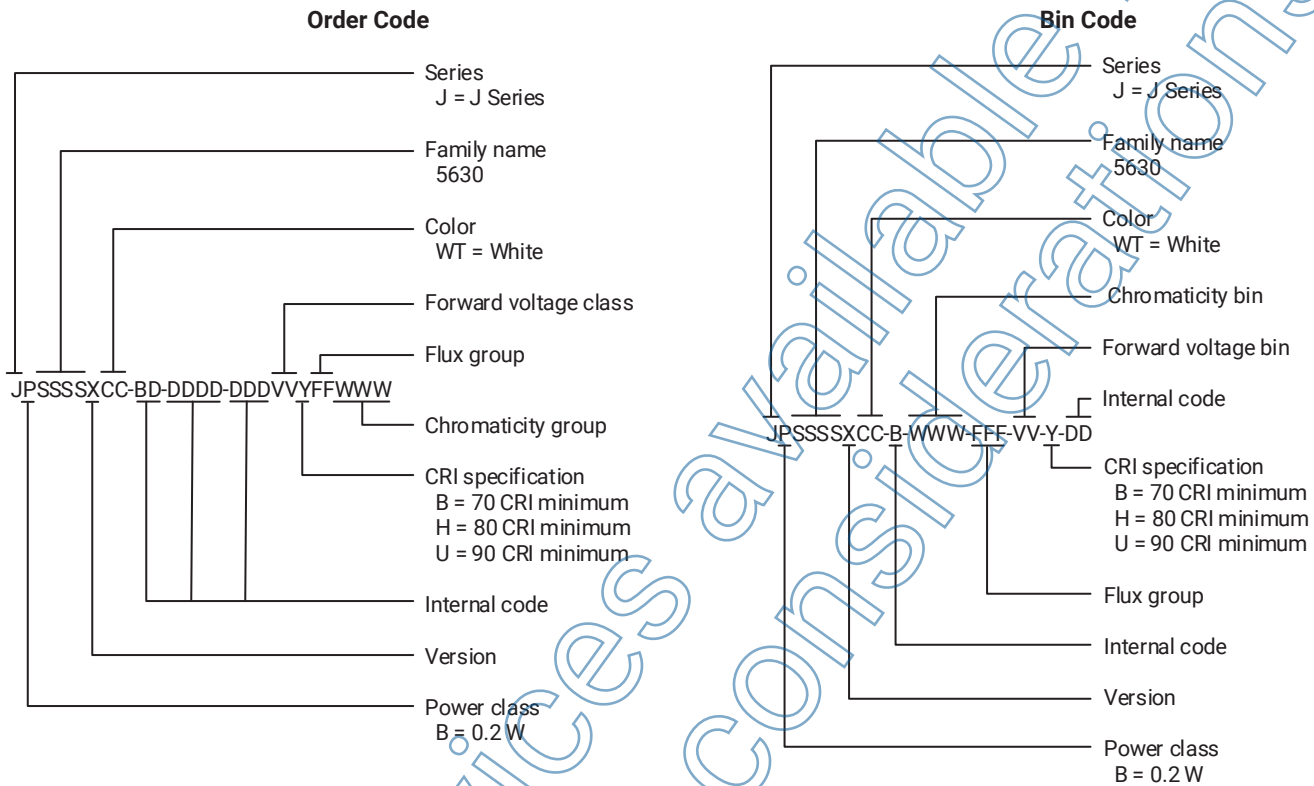 Order Code
Series
J = J Series
Family name
5630
Color
WT = White
Forward voltage class
Flux group
JPSSSSXCC-BD-DDDD-DDDVVYFFWWW
Chromaticity group
CRI specification
B = 70 CRI minimum
H = 80 CRI minimum
U = 90 CRI minimum
Internal code
Version
Power class
B = 0.2 W
Bin Code
Series
J = J Series
Family name
5630
Color
WT = White
Chromaticity bin
Forward voltage bin
Internal code
JPSSSSXCC-B-WWW-FFF-VV-Y-DD
CRI specification
B = 70 CRI minimum
H = 80 CRI minimum
U = 90 CRI minimum
Flux group
Internal code
Version
Power class
B = 0.2 W
ices available
considerations